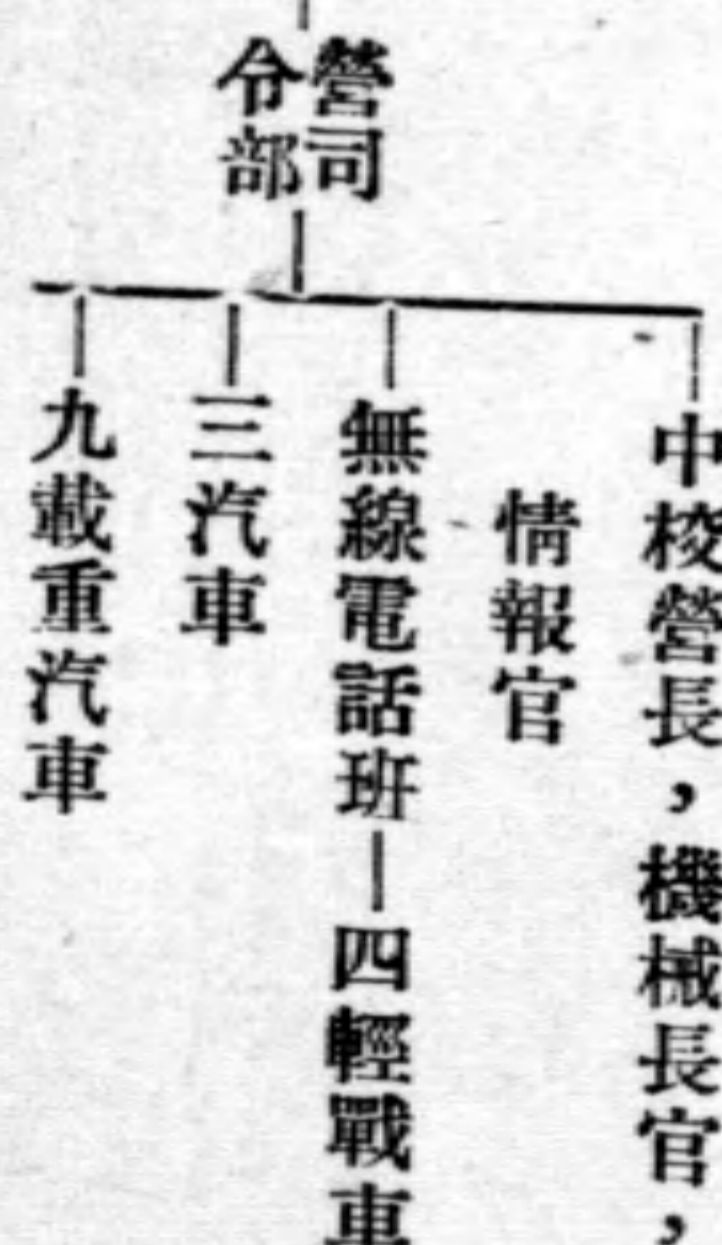 營司
令部
中校營長，機械長官，
情報官
無線電話班—四輕戰車
三汽車
九載重汽車